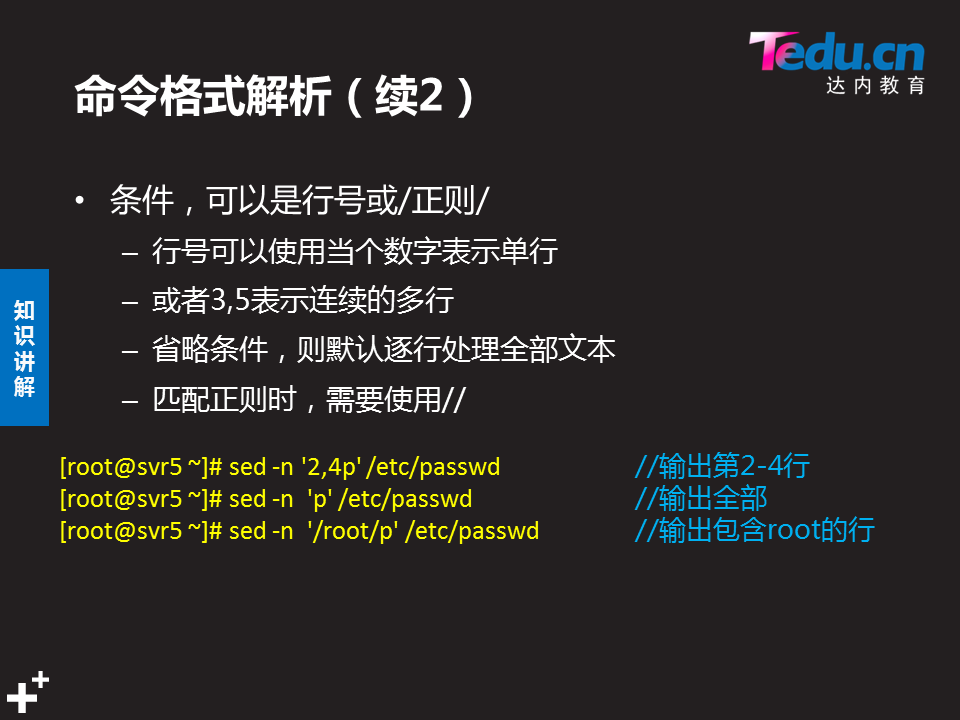 Tedu.cn
达内教育
命令格式解析（续2）
• 条件，可以是行号或/正则/
– 行号可以使用当个数字表示单行
– 或者3,5表示连续的多行
– 省略条件，则默认逐行处理全部文本
– 匹配正则时，需要使用//
知识讲解
[root@svr5 ~]# sed -n '2,4p' /etc/passwd //输出第2-4行
[root@svr5 ~]# sed -n  'p' /etc/passwd //输出全部
[root@svr5 ~]# sed -n  '/root/p' /etc/passwd //输出包含root的行